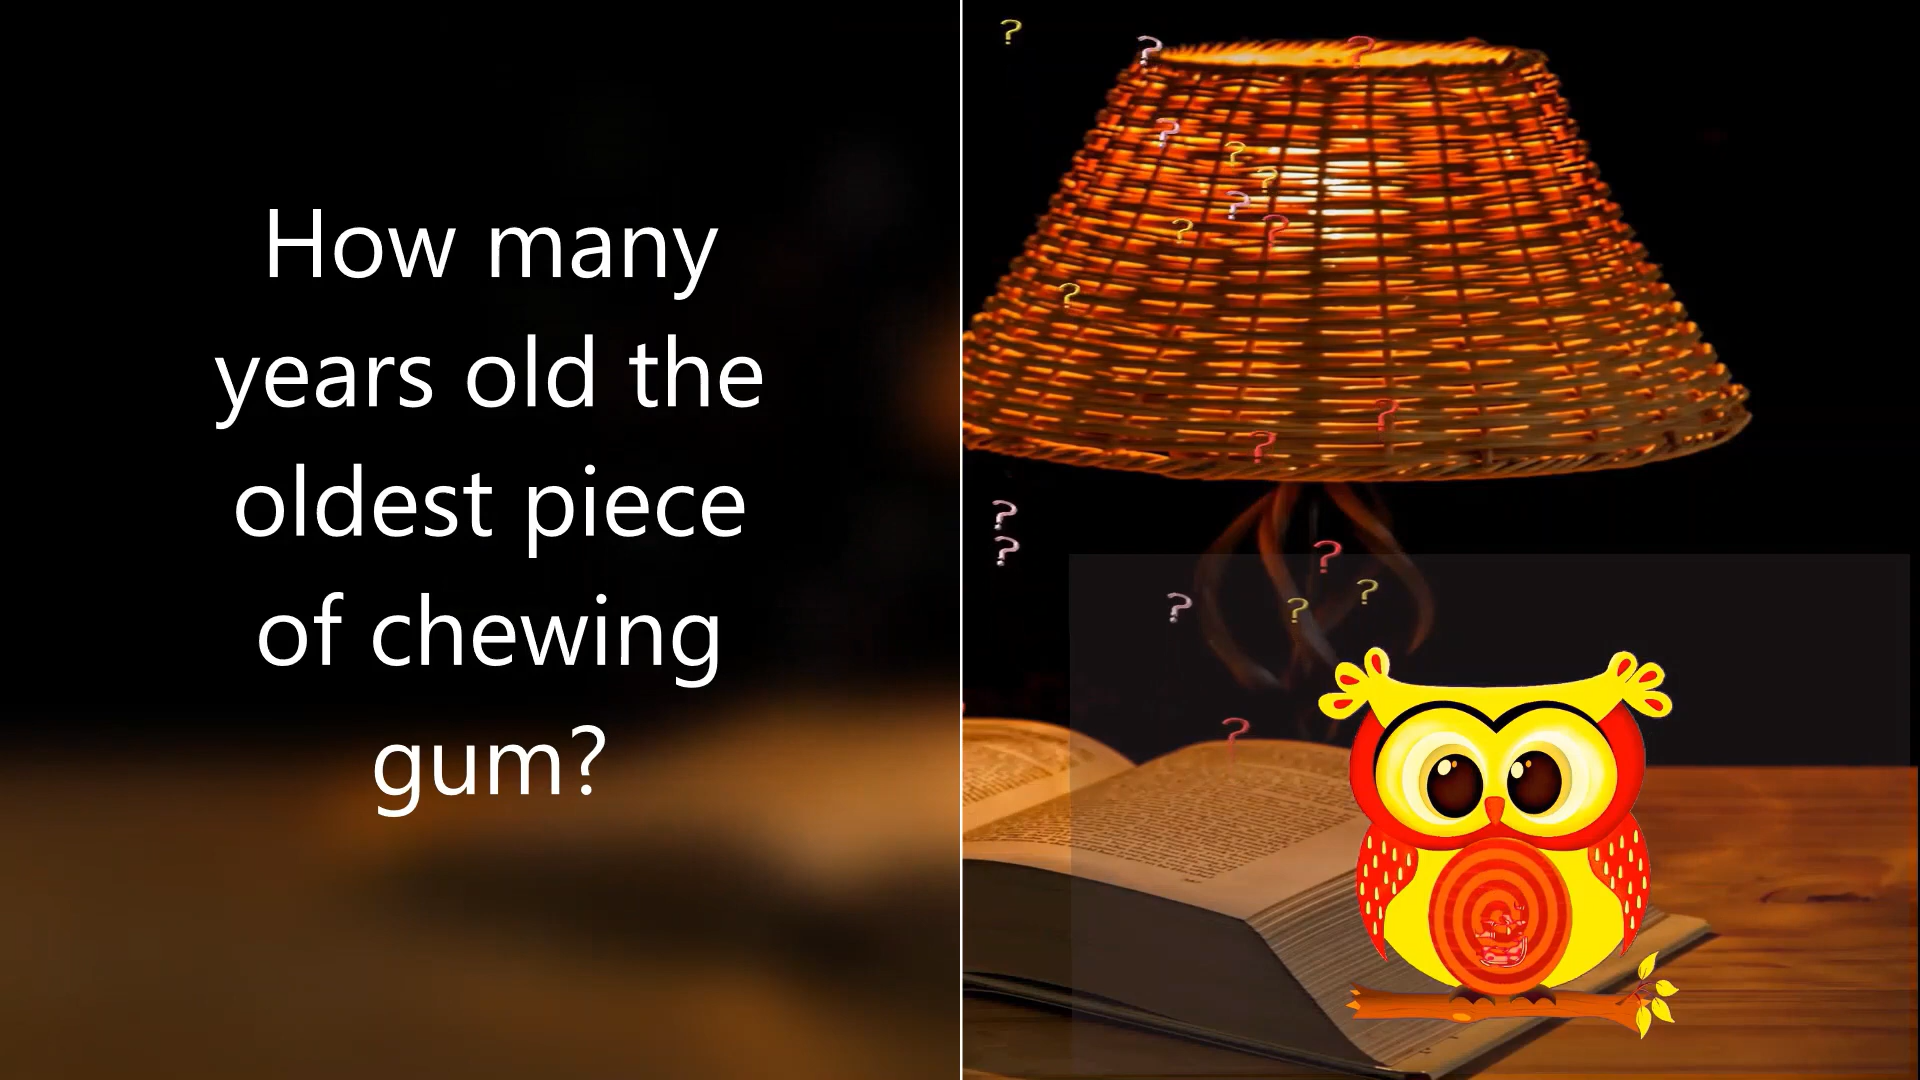 How many
years old the
oldest piece
of chewing
gum?